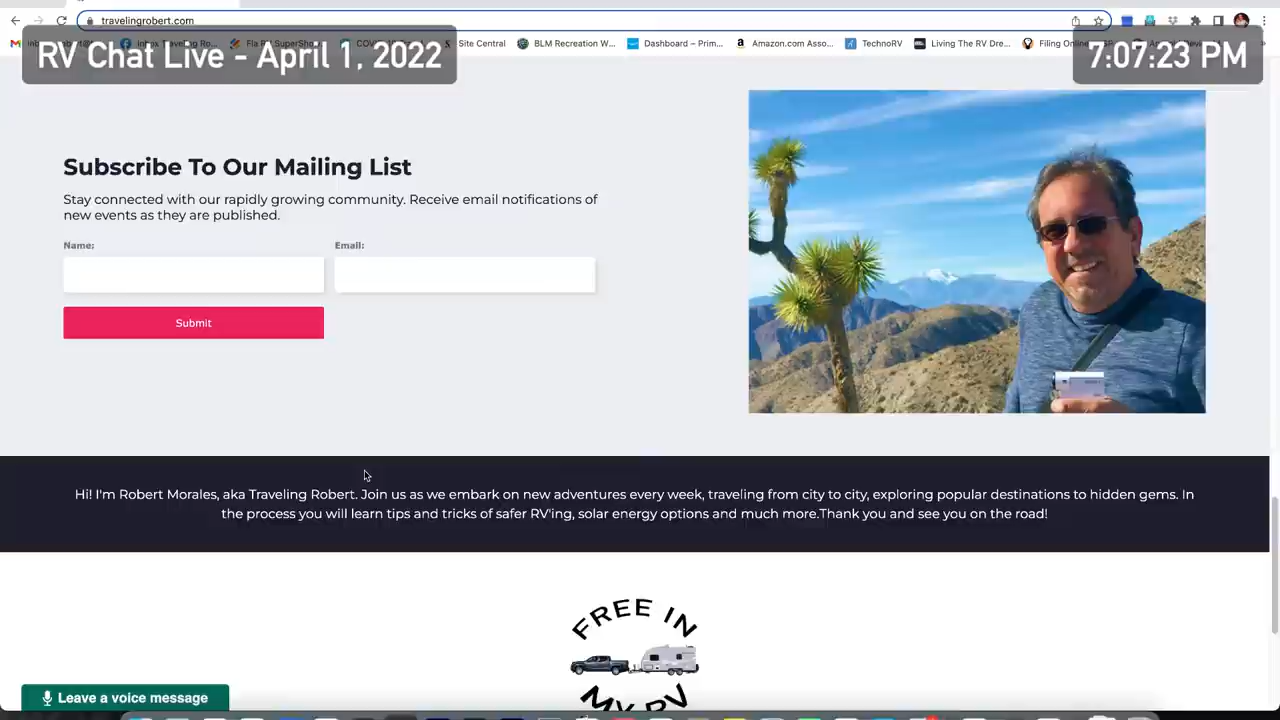 travelingrobert.com
RV Chat Live - April 1, 2022
7:07:23 PM
Site Central
BLM Recreation W...
Dashboard – Prim...
Amazon.com Asso...
TechnoRV
Living The RV Dre...
Filing Online
Subscribe To Our Mailing List
Stay connected with our rapidly growing community. Receive email notifications of
new events as they are published.
Name:
Email:
Submit
Hi! I'm Robert Morales, aka Traveling Robert. Join us as we embark on new adventures every week, traveling from city to city, exploring popular destinations to hidden gems. In
the process you will learn tips and tricks of safer RV'ing, solar energy options and much more.Thank you and see you on the road!
FREE IN
MY RV
Leave a voice message